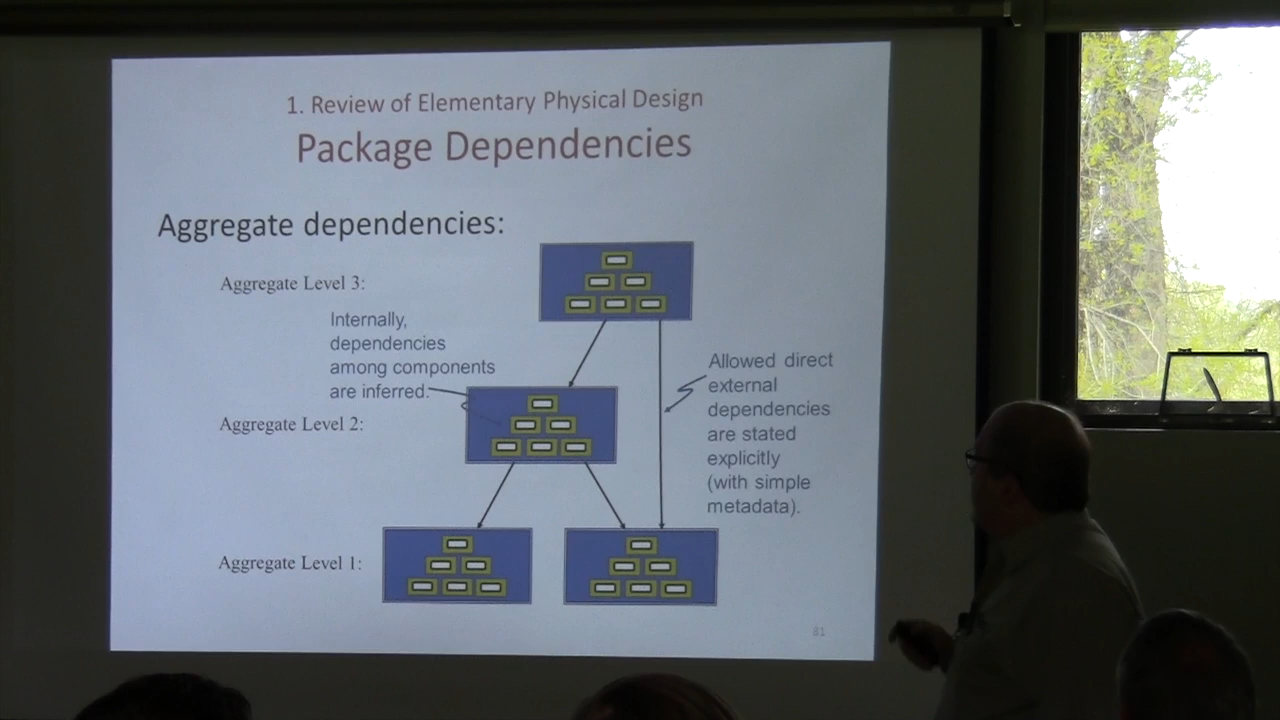 1. Review of Elementary Physical Design
Package Dependencies
Aggregate dependencies:
Aggregate Level 3:
Internally,
dependencies
among components
are inferred.
Allowed direct
external
dependencies
are stated
explicitly
(with simple
metadata).
Aggregate Level 2:
Aggregate Level 1:
81